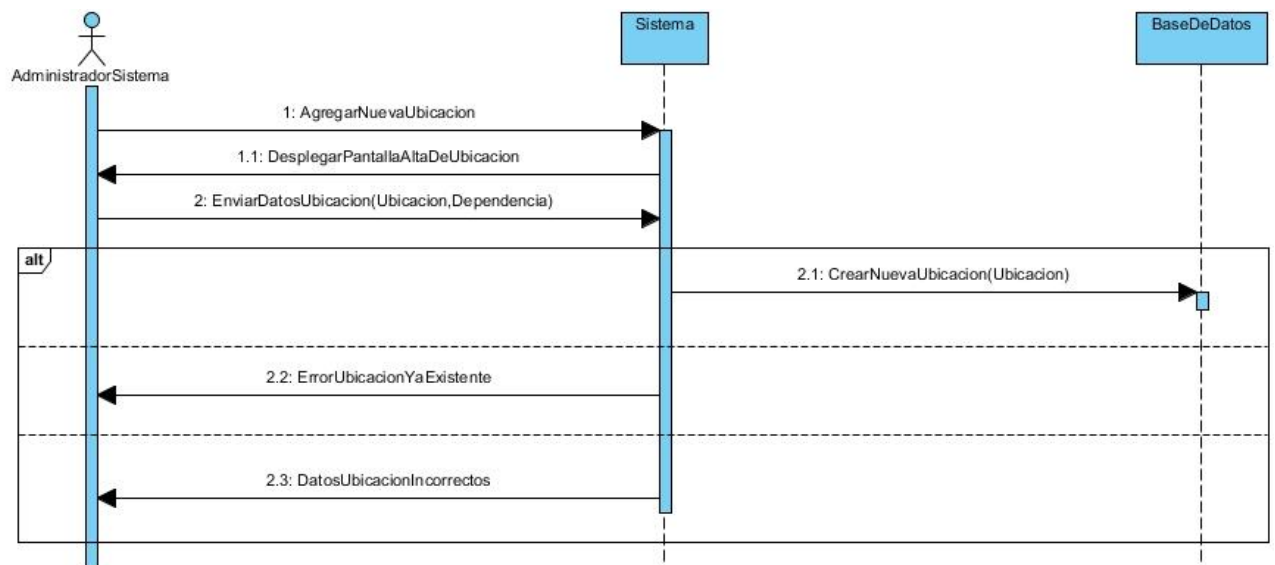 Sistema
BaseDeDatos
AdministradorSistema
1: AgregarNuevaUbicacion
1.1: DesplegarPantallaAltaDeUbicacion
2: EnviarDatosUbicacion(Ubicacion,Dependencia)
alt
2.1: CrearNuevaUbicacion(Ubicacion)
2.2: ErrorUbicacionYaExistente
2.3: DatosUbicacionIncorrectos